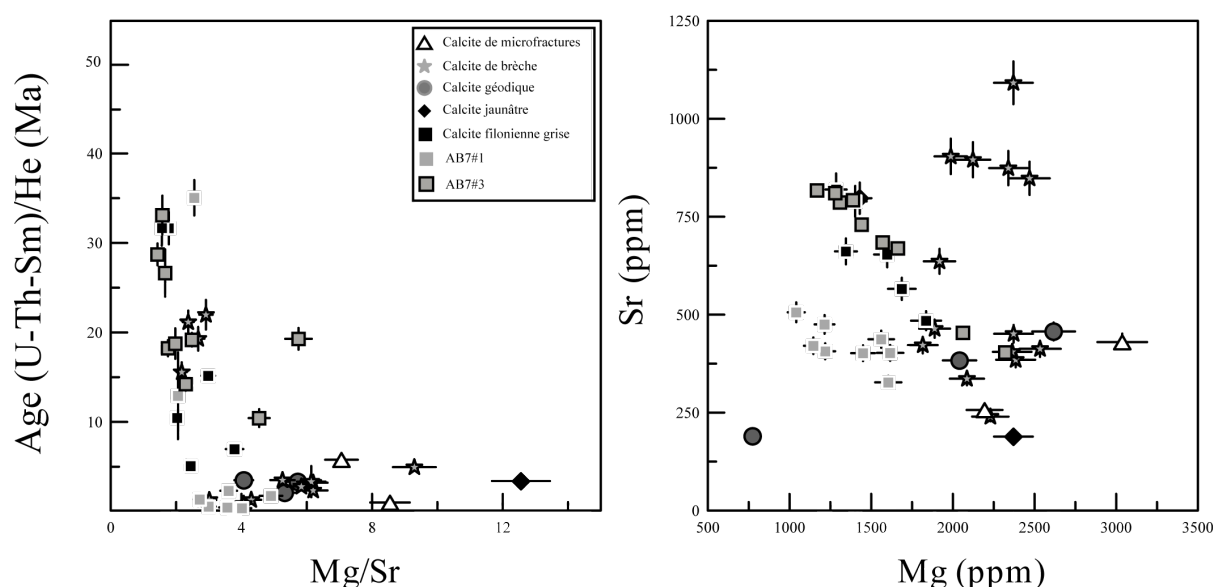 Age (U-Th-Sm)/He (Ma)
50
40
30
20
10
0
4
8
12
Mg/Sr
Calcite de microfractures
Calcite de brèche
Calcite géodique
Calcite jaunâtre
Calcite filonienne grise
AB7#1
AB7#3
Sr (ppm)
1250
1000
750
500
250
0
500
1000
1500
2000
2500
3000
3500
Mg (ppm)